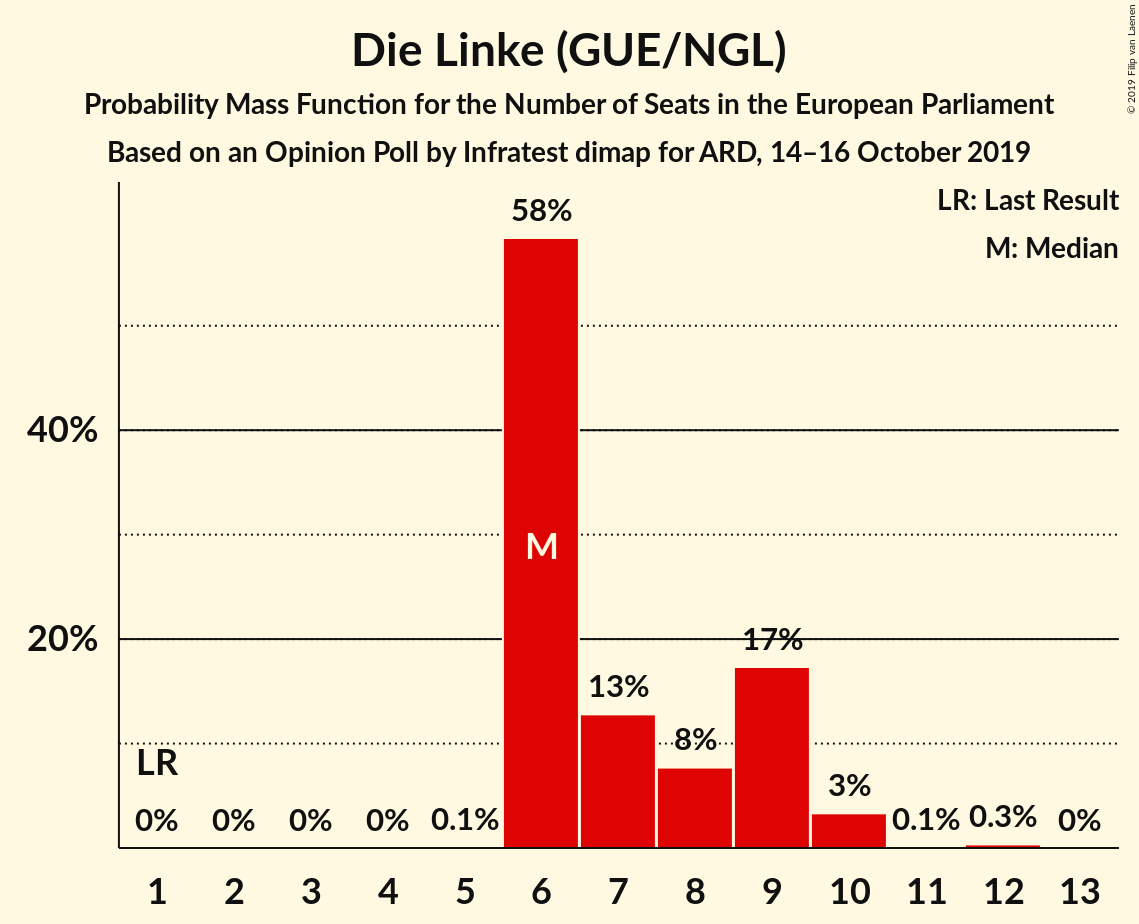 Die Linke (GUE/NGL)
Probability Mass Function for the Number of Seats in the European Parliament
Based on an Opinion Poll by Infratest dimap for ARD, 14–16 October 2019
© 2019 Filip van Laenen
LR: Last Result
M: Median
58%
40%
M
20%
17%
13%
8%
LR
3%
0% 0% 0% 0% 0.1% 0.1% 0.3% 0%
1 2 3 4 5 6 7 8 9 10 11 12 13